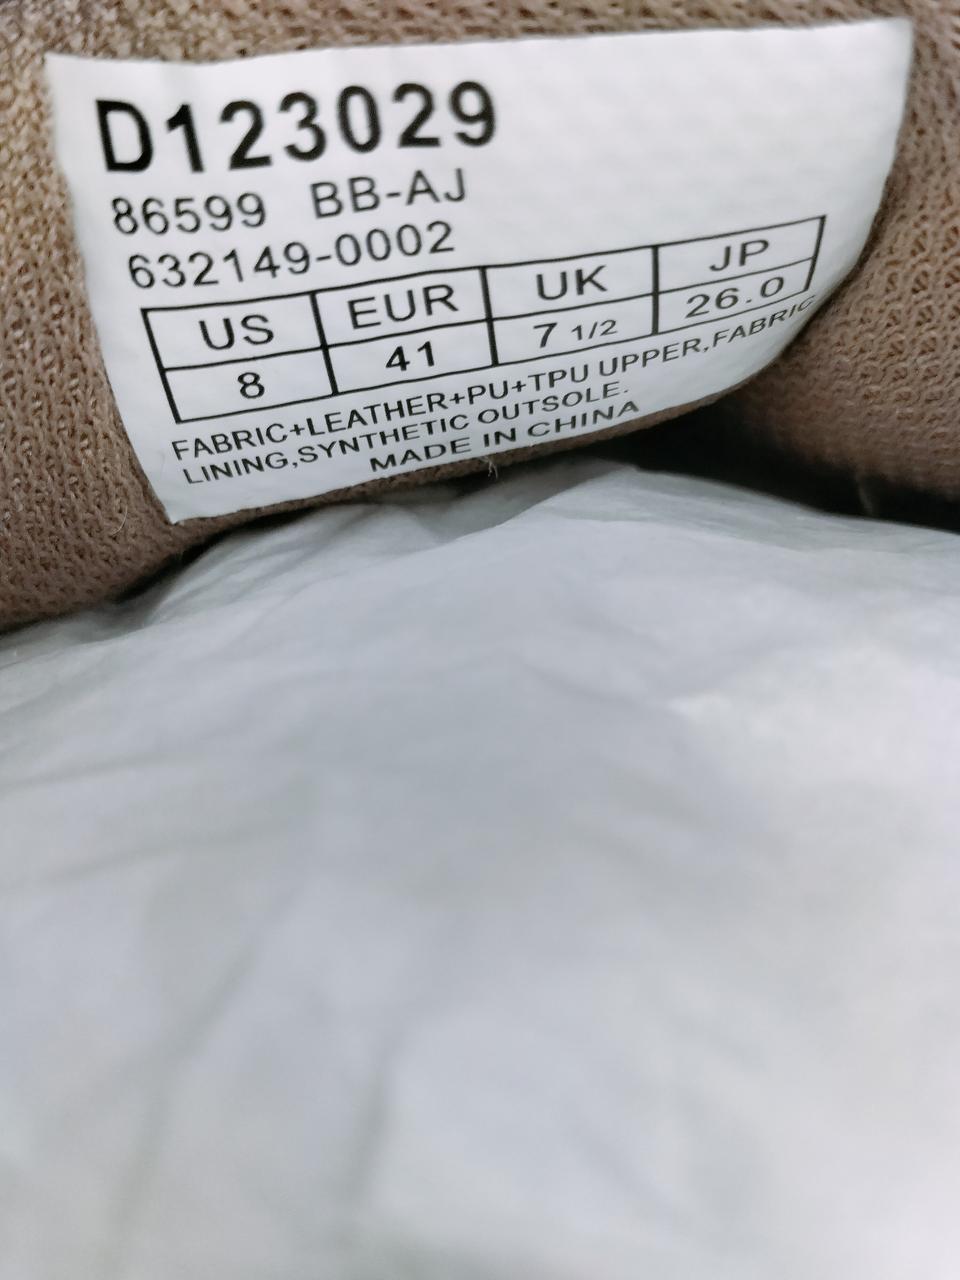 D123029
86599 BB-AJ
632149-0002
US EUR UK JP
8 41 7 1/2 26.0
FABRIC+LEATHER+PU+TPU UPPER,FABRIC
LINING,SYNTHETIC OUTSOLE.
MADE IN CHINA